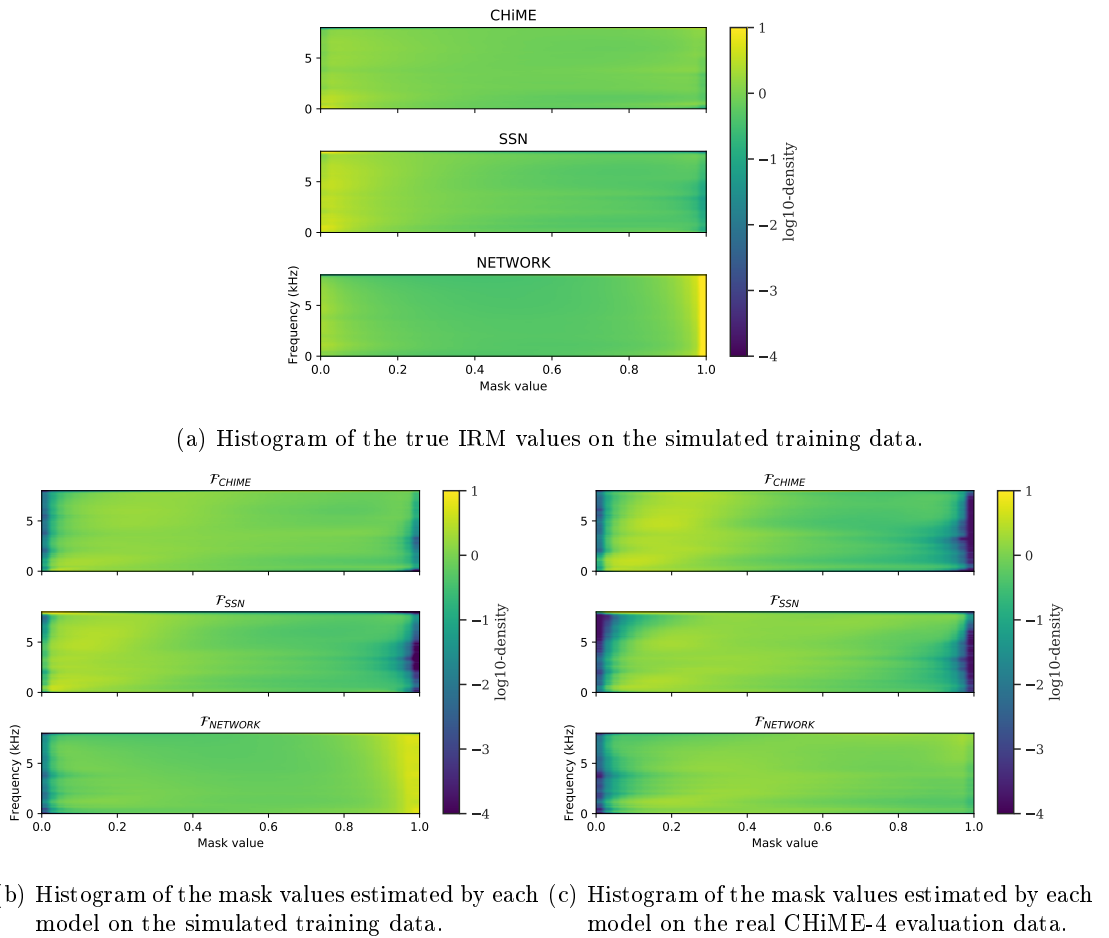 CHiME
5
0
SSN
5
0
NETWORK
Frequency (kHz)
5
0
0.0 0.2 0.4 0.6 0.8 1.0
Mask value
1
0
−1
−2
−3
−4
log10-density
(a) Histogram of the true IRM values on the simulated training data.
F_CHIME
5
0
F_SSN
5
0
F_NETWORK
Frequency (kHz)
5
0
0.0 0.2 0.4 0.6 0.8 1.0
Mask value
1
0
−1
−2
−3
−4
log10-density
F_CHIME
5
0
F_SSN
5
0
F_NETWORK
Frequency (kHz)
5
0
0.0 0.2 0.4 0.6 0.8 1.0
Mask value
1
0
−1
−2
−3
−4
log10-density
b) Histogram of the mask values estimated by each
model on the simulated training data.
(c) Histogram of the mask values estimated by each
model on the real CHiME-4 evaluation data.